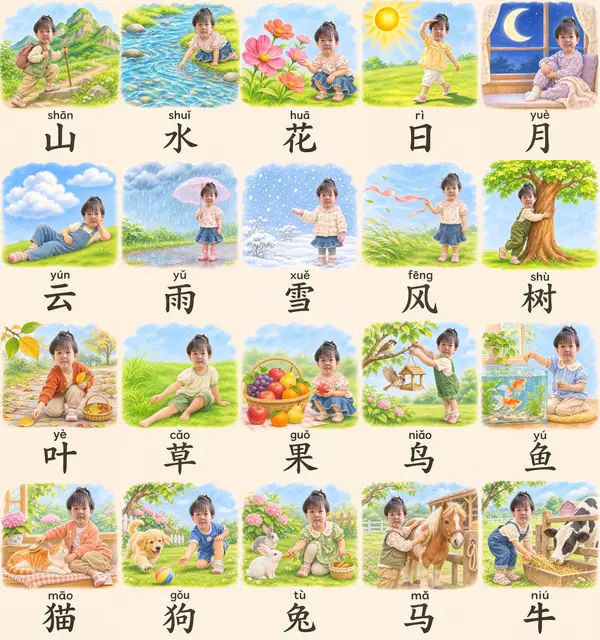 shān shuǐ huā rì yuè
山 水 花 日 月
yún yǔ xuě fēng shù
云 雨 雪 风 树
yè cǎo guǒ niǎo yú
叶 草 果 鸟 鱼
māo gǒu tù mǎ niú
猫 狗 兔 马 牛